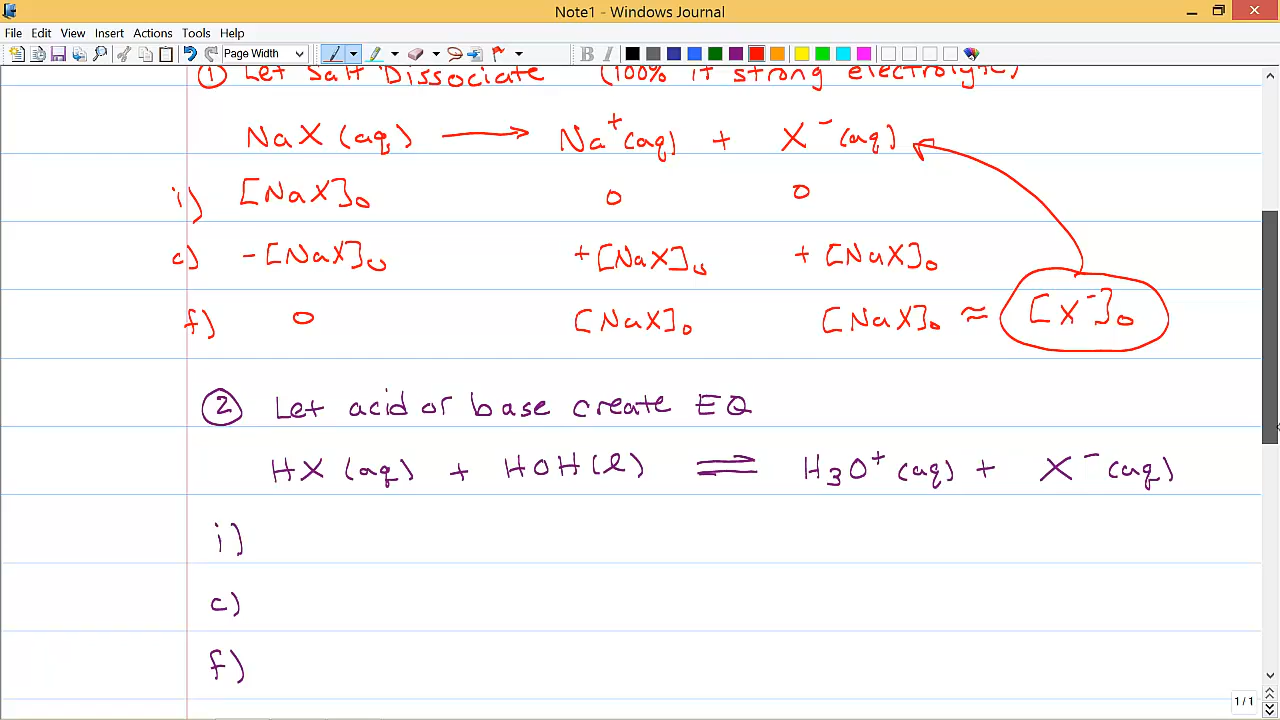 Note1 - Windows Journal
File Edit View Insert Actions Tools Help
Page Width B I
① Let Salt Dissociate (100% if strong electrolyte)
NaX (aq) → Na⁺(aq) + X⁻(aq)
i) [NaX]₀ 0 0
c) -[NaX]₀ +[NaX]₀ +[NaX]₀
f) 0 [NaX]₀ [NaX]₀ ≈ [X⁻]₀
② Let acid or base create EQ
HX (aq) + HOH(l) ⇌ H₃O⁺(aq) + X⁻(aq)
i)
c)
f)
1/1